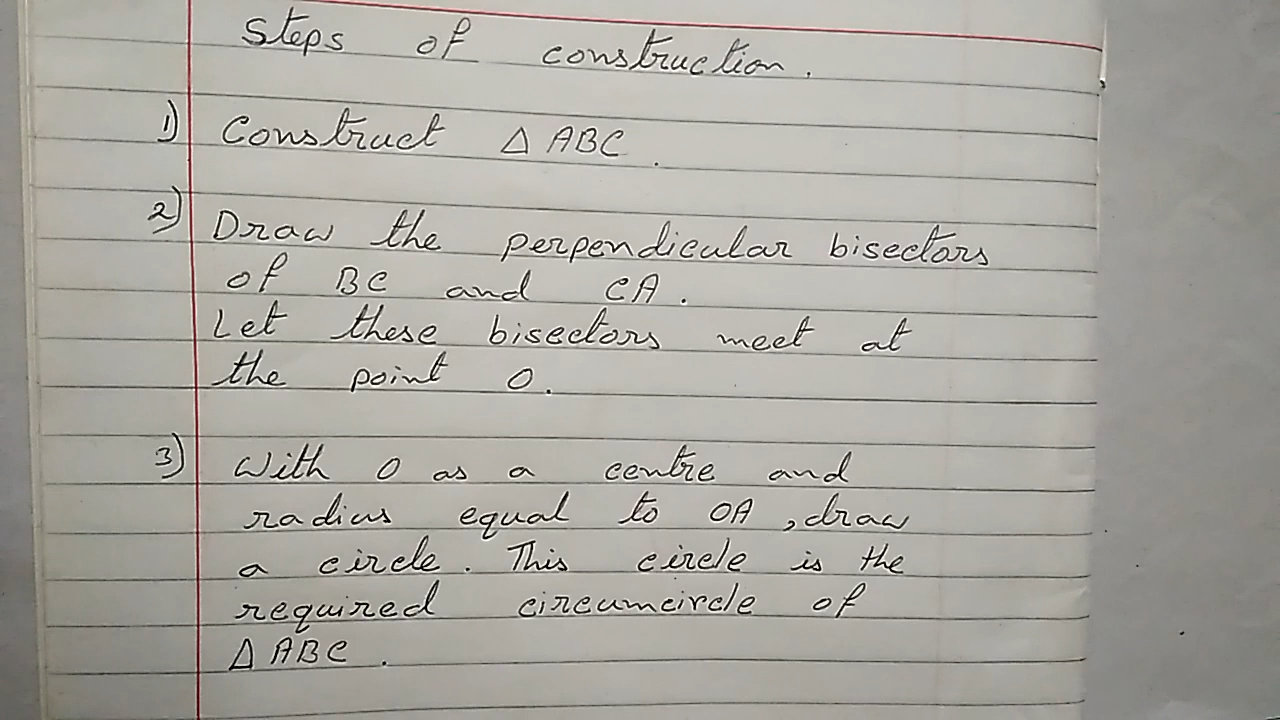 Steps of construction.
1) Construct △ ABC.
2) Draw the perpendicular bisectors
of BC and CA.
Let these bisectors meet at
the point O.
3) With O as a centre and
radius equal to OA, draw
a circle. This circle is the
required circumcircle of
△ ABC.